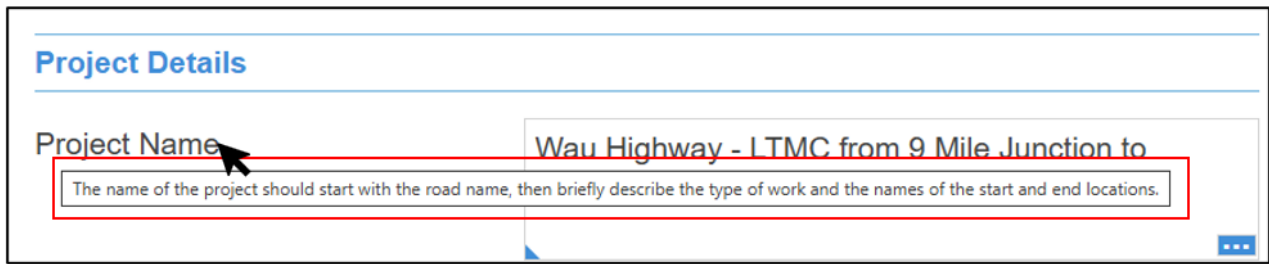 Project Details
Project Name
Wau Highway - LTMC from 9 Mile Junction to
The name of the project should start with the road name, then briefly describe the type of work and the names of the start and end locations.